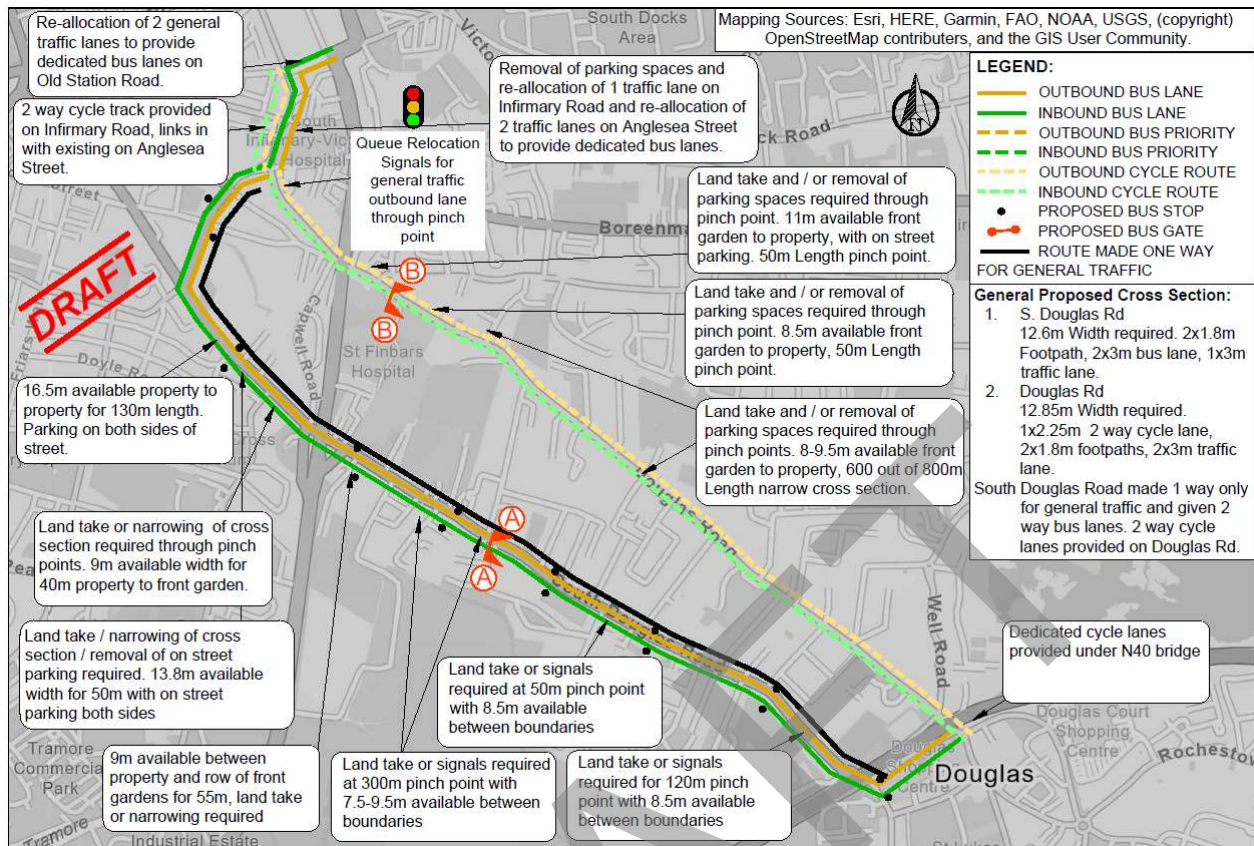 Re-allocation of 2 general
traffic lanes to provide
dedicated bus lanes on
Old Station Road.
2 way cycle track provided
on Infirmary Road, links in
with existing on Anglesea
Street.
South Docks
Area
Mapping Sources: Esri, HERE, Garmin, FAO, NOAA, USGS, (copyright)
OpenStreetMap contributers, and the GIS User Community.
Removal of parking spaces and
re-allocation of 1 traffic lane on
Infirmary Road and re-allocation of
2 traffic lanes on Anglesea Street
to provide dedicated bus lanes.
South
Hospital
Queue Relocation
Signals for
general traffic
outbound lane
through pinch
point
Road
N
LEGEND:
OUTBOUND BUS LANE
INBOUND BUS LANE
OUTBOUND BUS PRIORITY
INBOUND BUS PRIORITY
OUTBOUND CYCLE ROUTE
INBOUND CYCLE ROUTE
PROPOSED BUS STOP
PROPOSED BUS GATE
ROUTE MADE ONE WAY
FOR GENERAL TRAFFIC
General Proposed Cross Section:
1. S. Douglas Rd
12.6m Width required. 2x1.8m
Footpath, 2x3m bus lane, 1x3m
traffic lane.
2. Douglas Rd
12.85m Width required.
1x2.25m 2 way cycle lane,
2x1.8m footpaths, 2x3m traffic
lane.
South Douglas Road made 1 way only
for general traffic and given 2
way bus lanes. 2 way cycle
lanes provided on Douglas Rd.
Land take and / or removal of
parking spaces required through
pinch point. 11m available front
garden to property, with on street
parking. 50m Length pinch point.
Land take and / or removal of
parking spaces required through
pinch point. 8.5m available front
garden to property, 50m Length
pinch point.
Land take and / or removal of
parking spaces required through
pinch points. 8-9.5m available front
garden to property, 600 out of 800m
Length narrow cross section.
DRAFT
Capwell Road
B
B
St Finbars
Hospital
16.5m available property to
property for 130m length.
Parking on both sides of
street.
Land take or narrowing of cross
section required through pinch
points. 9m available width for
40m property to front garden.
Land take / narrowing of cross
section / removal of on street
parking required. 13.8m available
width for 50m with on street
parking both sides
9m available between
property and row of front
gardens for 55m, land take
or narrowing required
A
A
Douglas Road
South Douglas Road
Well Road
Land take or signals
required at 50m pinch point
with 8.5m available
between boundaries
Land take or signals required
at 300m pinch point with
7.5-9.5m available between
boundaries
Land take or signals
required for 120m pinch
point with 8.5m available
between boundaries
Dedicated cycle lanes
provided under N40 bridge
Douglas Court
Shopping
Centre
Douglas
Centre
Douglas
Tramore
Commercial
Park
Tramore
Industrial Estate